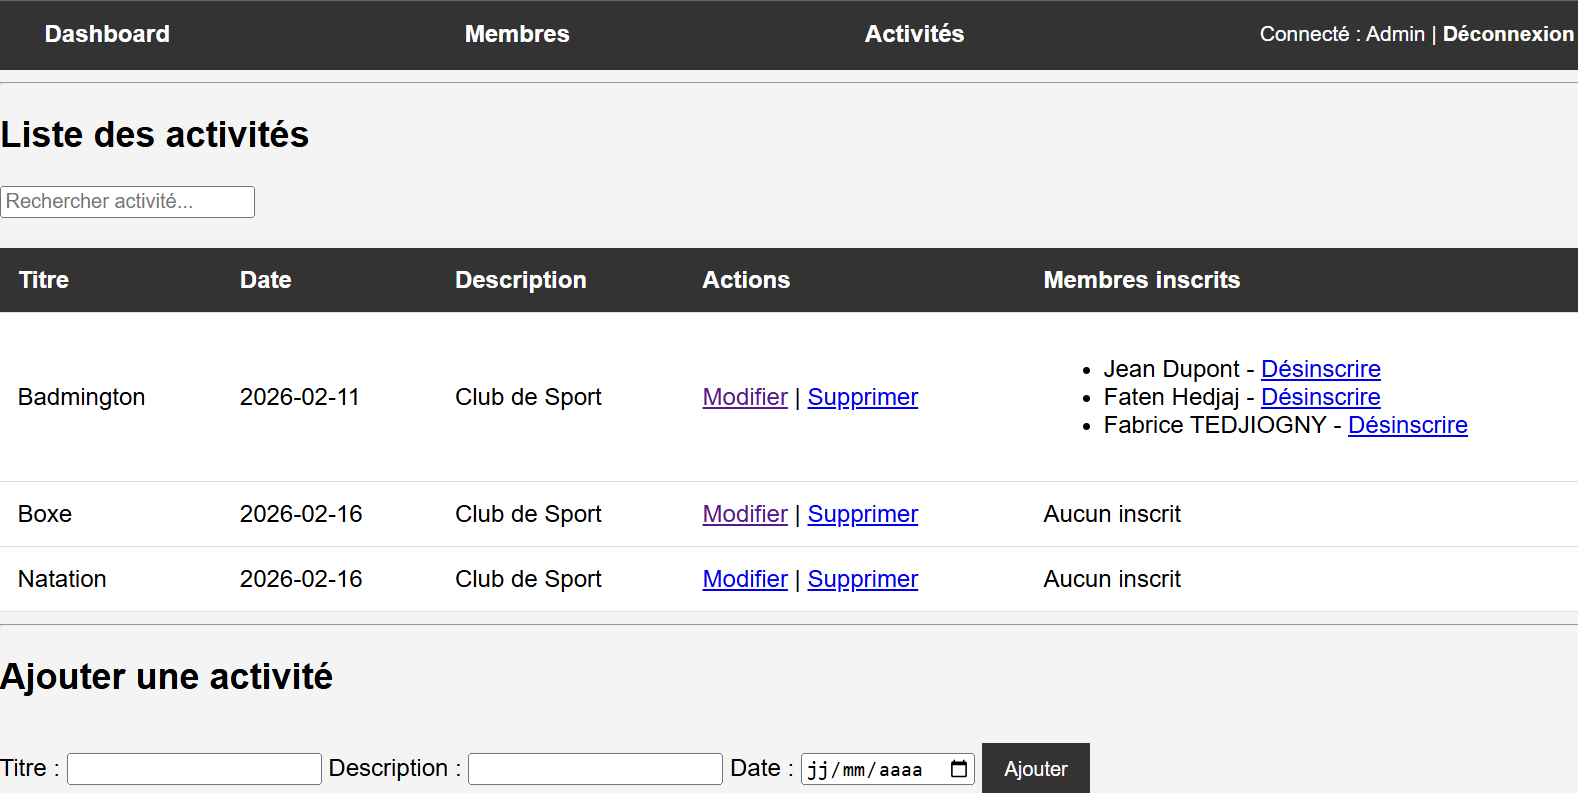 Dashboard Membres Activités Connecté : Admin | Déconnexion
Liste des activités
Rechercher activité...
Titre Date Description Actions Membres inscrits
Badmington 2026-02-11 Club de Sport Modifier | Supprimer
• Jean Dupont - Désinscrire
• Faten Hedjaj - Désinscrire
• Fabrice TEDJIOGNY - Désinscrire
Boxe 2026-02-16 Club de Sport Modifier | Supprimer Aucun inscrit
Natation 2026-02-16 Club de Sport Modifier | Supprimer Aucun inscrit
Ajouter une activité
Titre : Description : Date : jj/mm/aaaa Ajouter